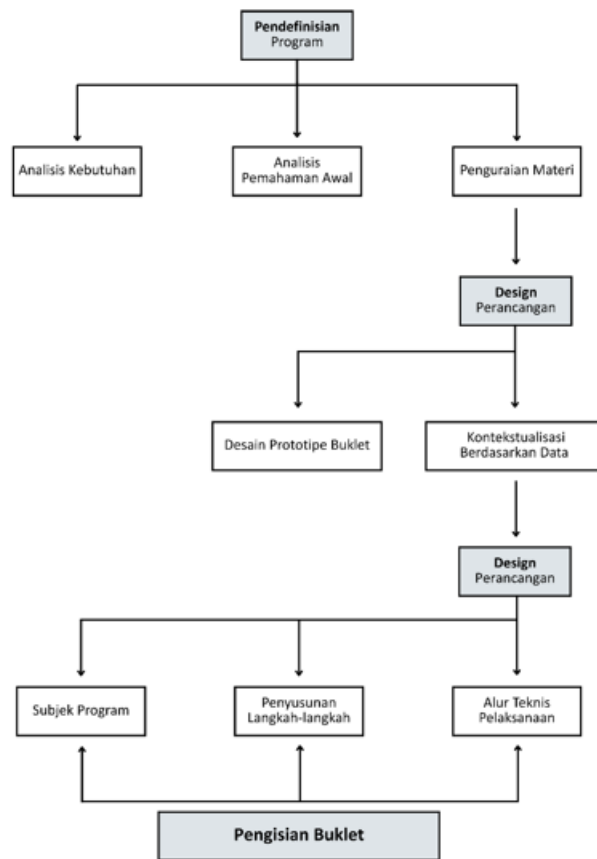 Pendefinisian
Program
Analisis Kebutuhan
Analisis
Pemahaman Awal
Penguraian Materi
Design
Perancangan
Desain Prototipe Buklet
Kontekstualisasi
Berdasarkan Data
Design
Perancangan
Subjek Program
Penyusunan
Langkah-langkah
Alur Teknis
Pelaksanaan
Pengisian Buklet